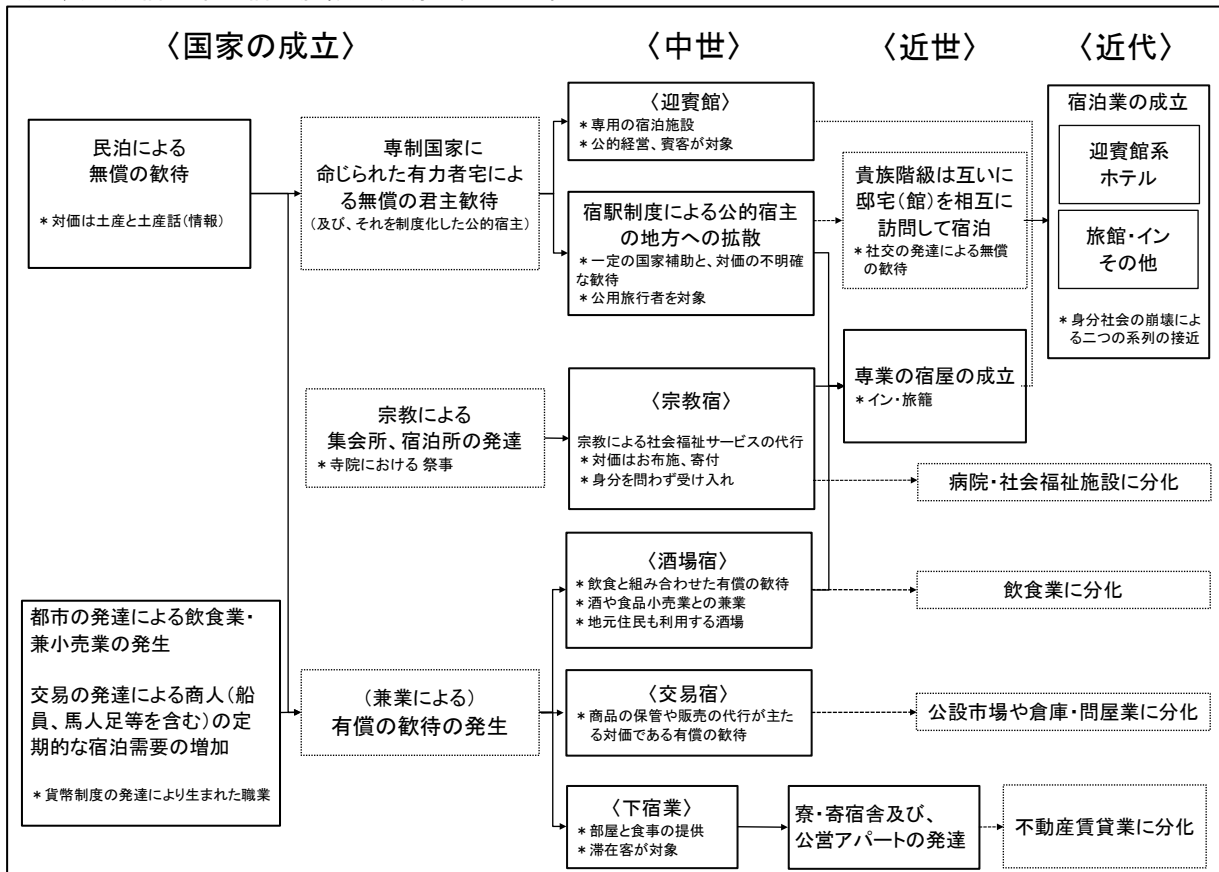 〈国家の成立〉
〈中世〉
〈近世〉
〈近代〉
民泊による
無償の歓待
*対価は土産と土産話(情報)
専制国家に
命じられた有力者宅によ
る無償の君主歓待
(及び、それを制度化した公的宿主)
〈迎賓館〉
*専用の宿泊施設
*公的経営、賓客が対象
宿駅制度による公的宿主
の地方への拡散
*一定の国家補助と、対価の不明確
な歓待
*公用旅行者を対象
貴族階級は互いに
邸宅(館)を相互に
訪問して宿泊
*社交の発達による無償
の歓待
宿泊業の成立
迎賓館系
ホテル
旅館・イン
その他
*身分社会の崩壊によ
る二つの系列の接近
宗教による
集会所、宿泊所の発達
*寺院における 祭事
〈宗教宿〉
宗教による社会福祉サービスの代行
*対価はお布施、寄付
*身分を問わず受け入れ
専業の宿屋の成立
*イン・旅籠
病院・社会福祉施設に分化
都市の発達による飲食業・
兼小売業の発生
交易の発達による商人(船
員、馬人足等を含む)の定
期的な宿泊需要の増加
*貨幣制度の発達により生まれた職業
(兼業による)
有償の歓待の発生
〈酒場宿〉
*飲食と組み合わせた有償の歓待
*酒や食品小売業との兼業
*地元住民も利用する酒場
飲食業に分化
〈交易宿〉
*商品の保管や販売の代行が主た
る対価である有償の歓待
公設市場や倉庫・問屋業に分化
〈下宿業〉
*部屋と食事の提供
*滞在客が対象
寮・寄宿舎及び、
公営アパートの発達
不動産賃貸業に分化